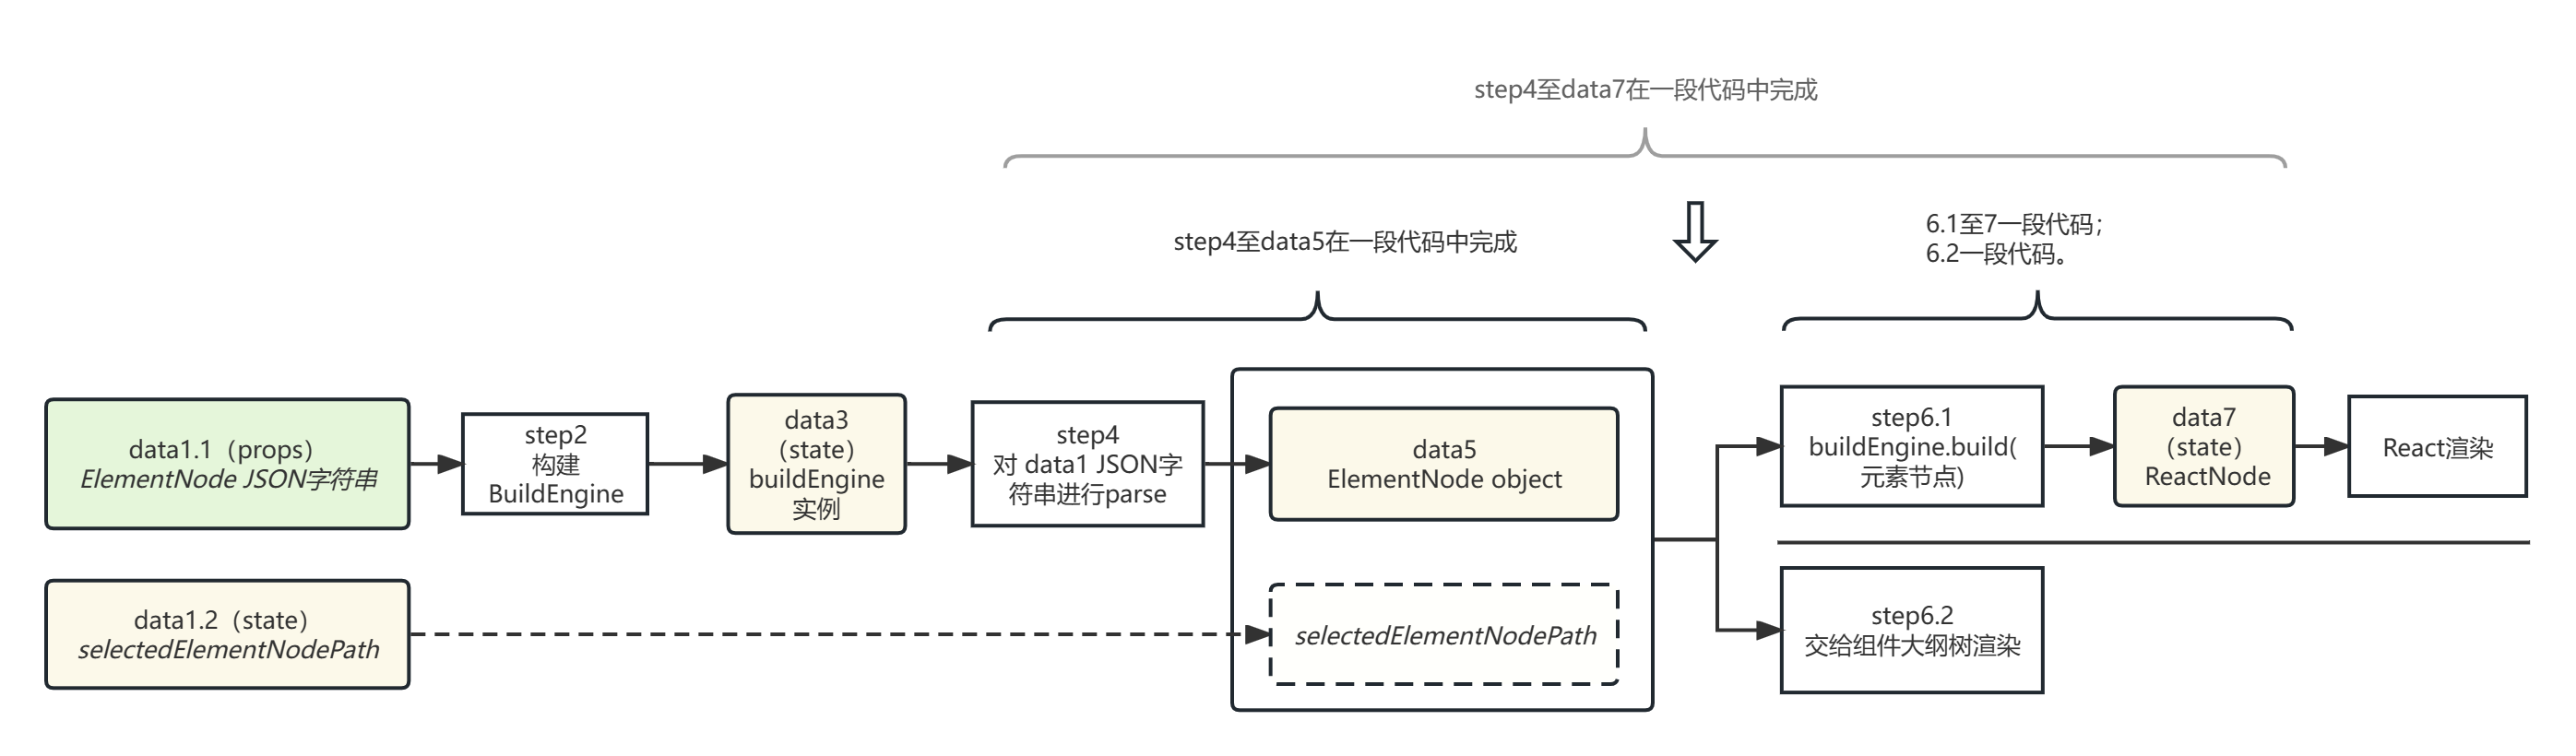 step4至data7在一段代码中完成
step4至data5在一段代码中完成
6.1至7一段代码；
6.2一段代码。
data1.1（props）
ElementNode JSON字符串
step2
构建
BuildEngine
data3
（state）
buildEngine
实例
step4
对 data1 JSON字
符串进行parse
data5
ElementNode object
step6.1
buildEngine.build(
元素节点)
data7
（state）
ReactNode
React渲染
data1.2（state）
selectedElementNodePath
selectedElementNodePath
step6.2
交给组件大纲树渲染